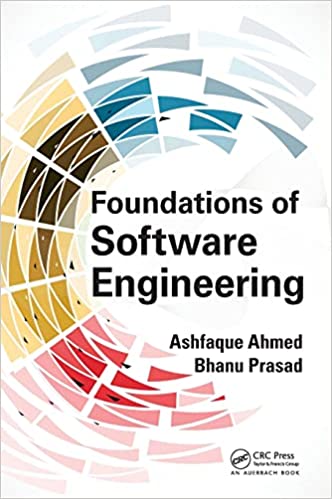 Foundations of
Software
Engineering
Ashfaque Ahmed
Bhanu Prasad
CRC Press
Taylor & Francis Group
AN AUERBACH BOOK